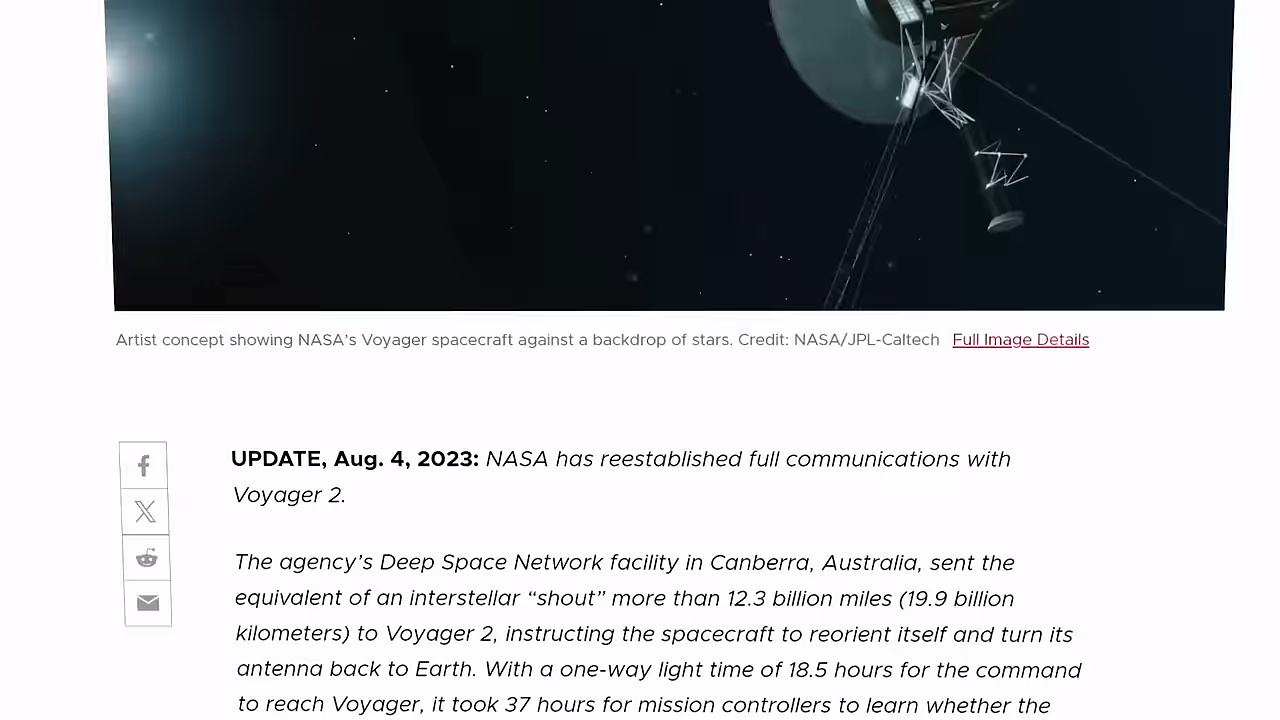 Artist concept showing NASA's Voyager spacecraft against a backdrop of stars. Credit: NASA/JPL-Caltech Full Image Details
UPDATE, Aug. 4, 2023: NASA has reestablished full communications with
Voyager 2.
The agency's Deep Space Network facility in Canberra, Australia, sent the
equivalent of an interstellar “shout” more than 12.3 billion miles (19.9 billion
kilometers) to Voyager 2, instructing the spacecraft to reorient itself and turn its
antenna back to Earth. With a one-way light time of 18.5 hours for the command
to reach Voyager, it took 37 hours for mission controllers to learn whether the